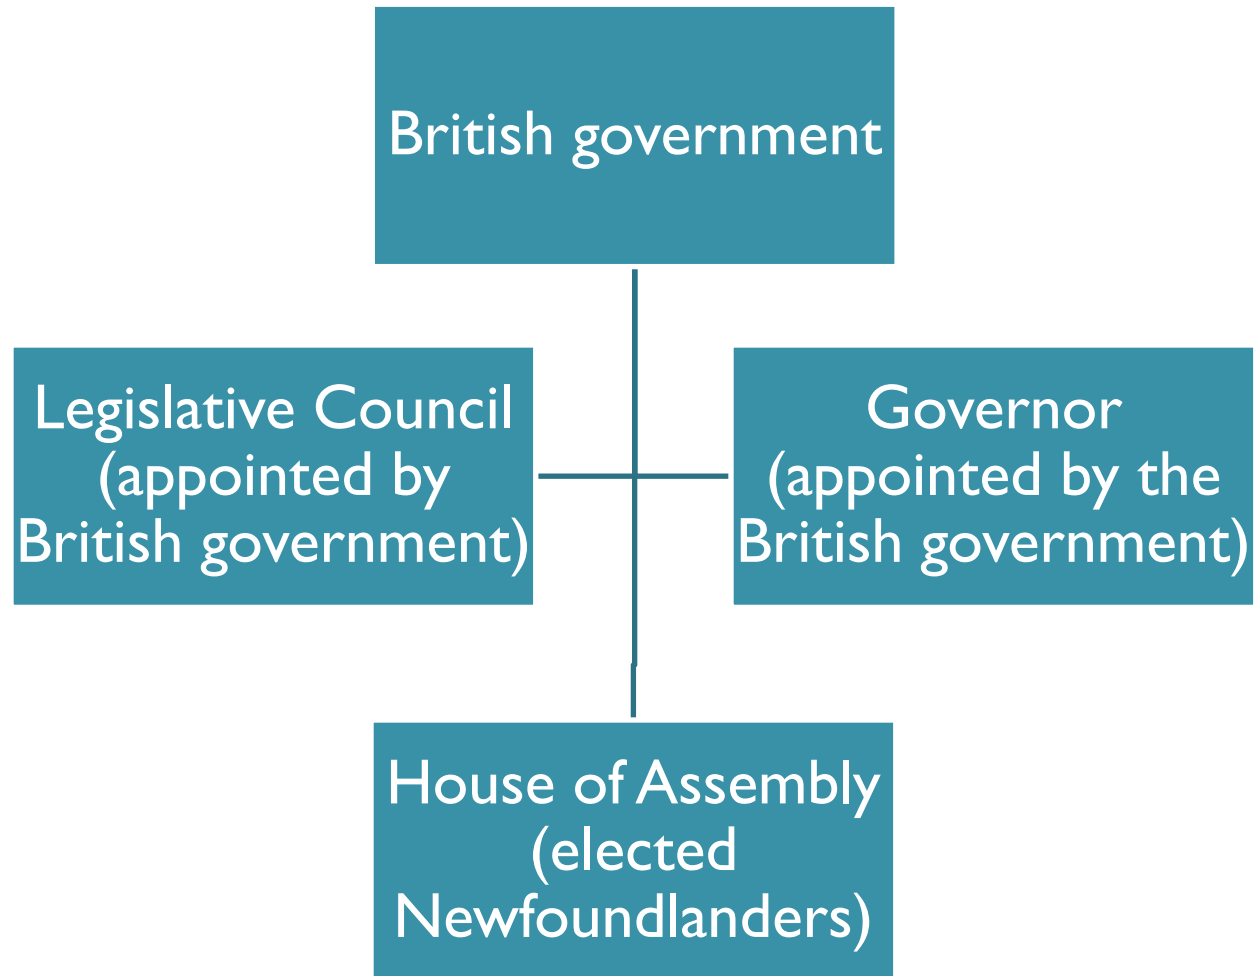 British government
Legislative Council
(appointed by
British government)
Governor
(appointed by the
British government)
House of Assembly
(elected
Newfoundlanders)